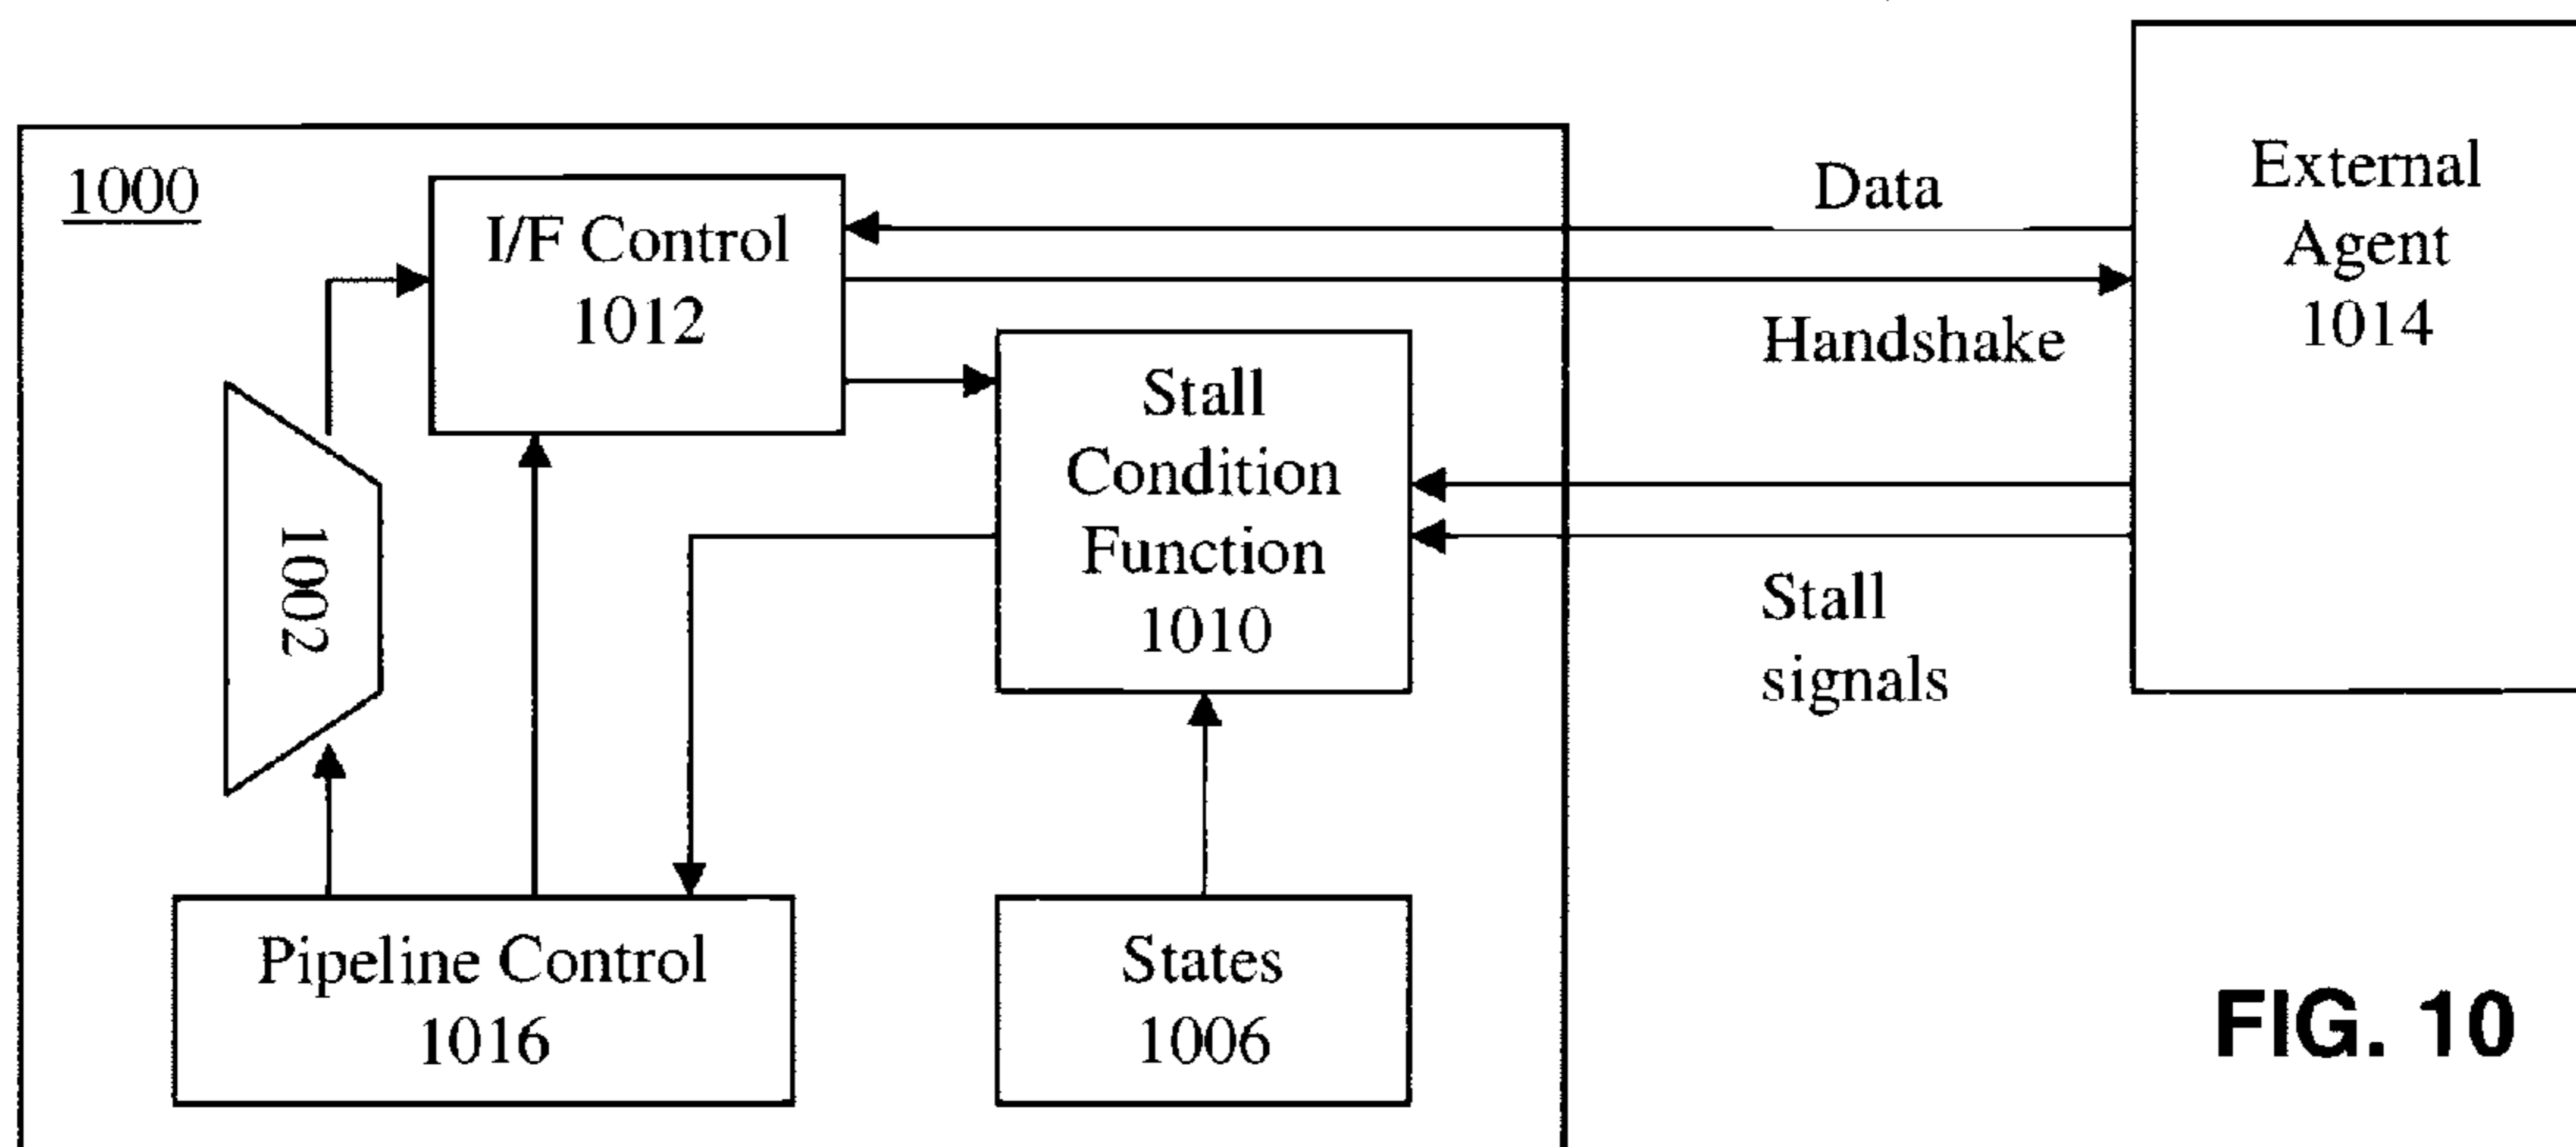 1000
I/F Control
1012
Data
Handshake
External
Agent
1014
Stall
Condition
Function
1010
1002
Stall
signals
Pipeline Control
1016
States
1006
FIG. 10